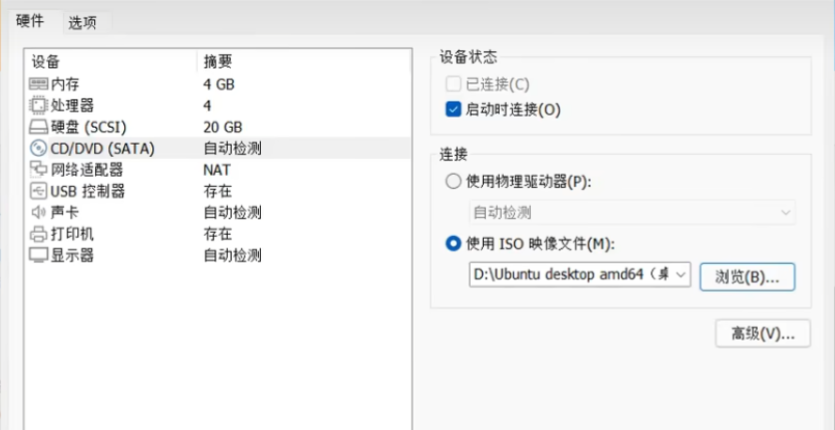 硬件 选项
设备 摘要
内存 4 GB
处理器 4
硬盘 (SCSI) 20 GB
CD/DVD (SATA) 自动检测
网络适配器 NAT
USB 控制器 存在
声卡 自动检测
打印机 存在
显示器 自动检测
设备状态
已连接(C)
启动时连接(O)
连接
使用物理驱动器(P):
自动检测
使用 ISO 映像文件(M):
D:\Ubuntu desktop amd64（ 浏览(B)...
高级(V)...